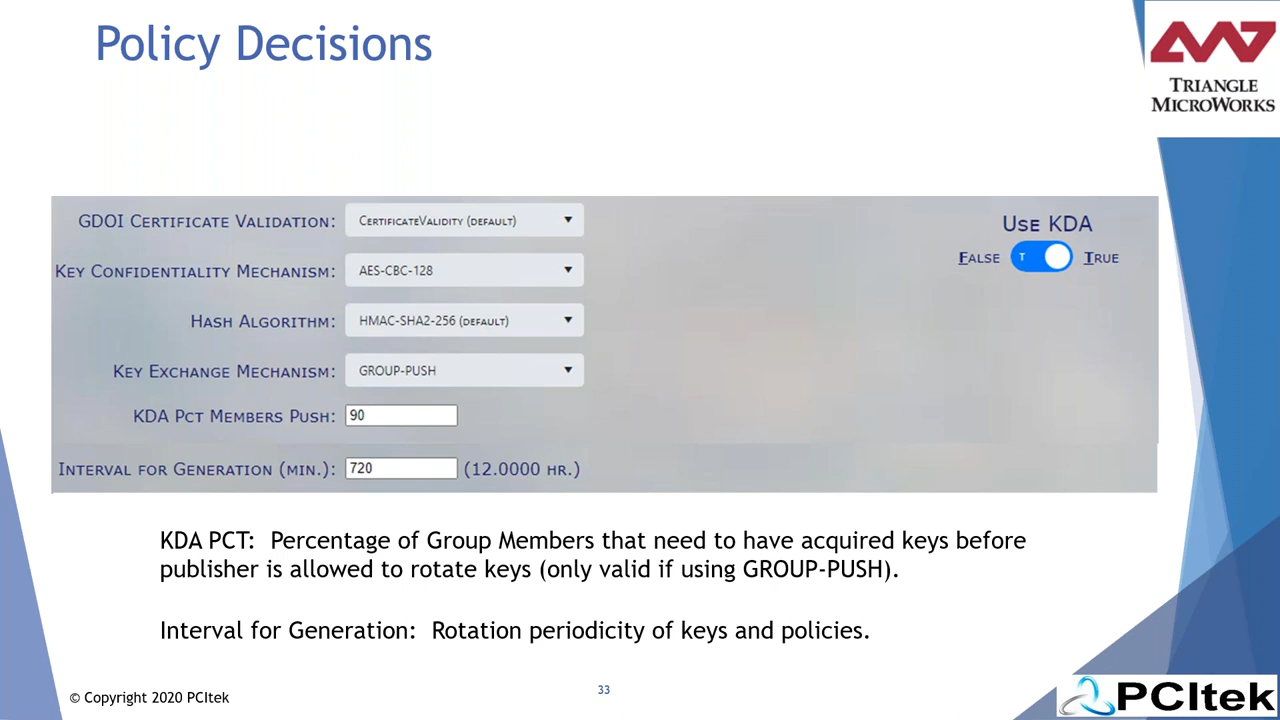 Policy Decisions
TRIANGLE
MICROWORKS
GDOI CERTIFICATE VALIDATION: CERTIFICATEVALIDITY (DEFAULT)
USE KDA
FALSE T TRUE
KEY CONFIDENTIALITY MECHANISM: AES-CBC-128
HASH ALGORITHM: HMAC-SHA2-256 (DEFAULT)
KEY EXCHANGE MECHANISM: GROUP-PUSH
KDA PCT MEMBERS PUSH: 90
INTERVAL FOR GENERATION (MIN.): 720 (12.0000 HR.)
KDA PCT: Percentage of Group Members that need to have acquired keys before
publisher is allowed to rotate keys (only valid if using GROUP-PUSH).
Interval for Generation: Rotation periodicity of keys and policies.
© Copyright 2020 PCItek
33
PCItek